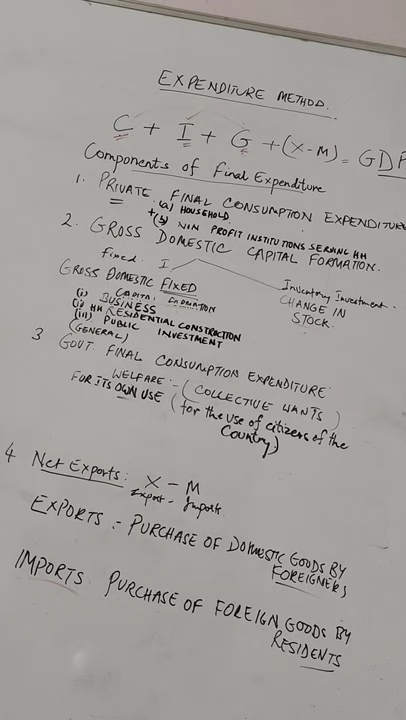 EXPENDITURE METHOD.
C + I + G + (X-M) = GDP
Components of Final Expenditure
1. PRIVATE FINAL CONSUMPTION EXPENDITURE
(a) HOUSEHOLD
+(b) NON PROFIT INSTITUTIONS SERVING HH
2. GROSS DOMESTIC CAPITAL FORMATION.
fixed. I
GROSS DOMESTIC FIXED
CAPITAL FORMATION
(i) BUSINESS
(ii) HH RESIDENTIAL CONSTRUCTION
(iii) PUBLIC INVESTMENT
(GENERAL)
Inventory Investment.
CHANGE IN
STOCK.
3 GOVT. FINAL CONSUMPTION EXPENDITURE
WELFARE - (COLLECTIVE WANTS)
FOR ITS OWN USE (for the use of citizens of the
Country)
4 Net Exports: X - M
Export - Imports
EXPORTS :- PURCHASE OF DOMESTIC GOODS BY
FOREIGNERS
IMPORTS PURCHASE OF FOREIGN GOODS BY
RESIDENTS